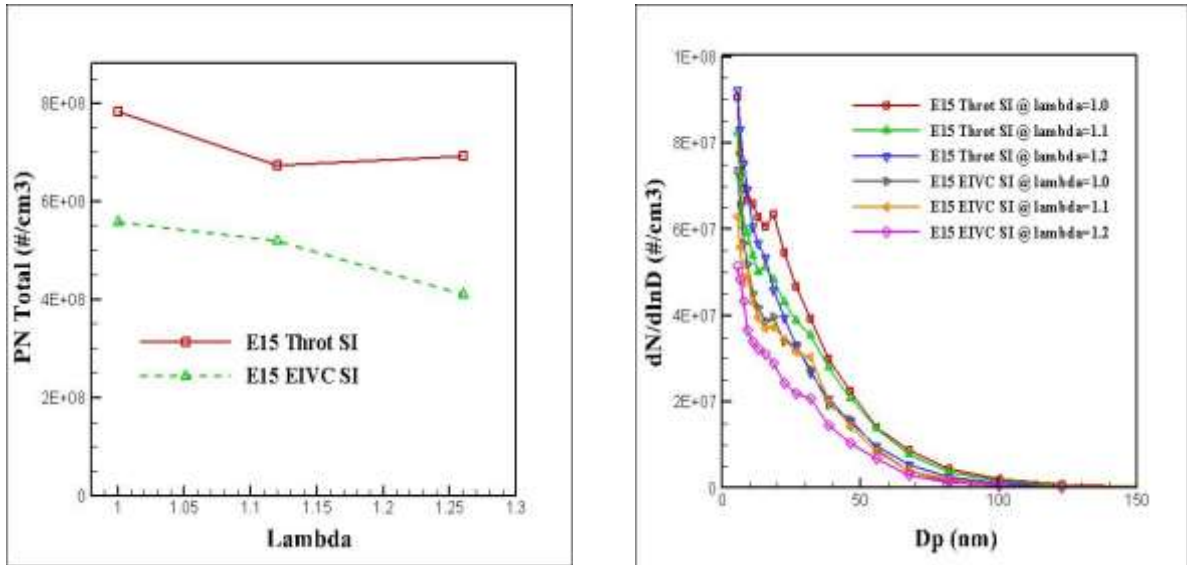 PN Total (#/cm3)
8E+08
6E+08
4E+08
2E+08
0
E15 Throt SI
E15 EIVC SI
1
1.05
1.1
1.15
1.2
1.25
1.3
Lambda
dN/dlnD (#/cm3)
1E+08
8E+07
6E+07
4E+07
2E+07
0
E15 Throt SI @ lambda=1.0
E15 Throt SI @ lambda=1.1
E15 Throt SI @ lambda=1.2
E15 EIVC SI @ lambda=1.0
E15 EIVC SI @ lambda=1.1
E15 EIVC SI @ lambda=1.2
0
50
100
150
Dp (nm)